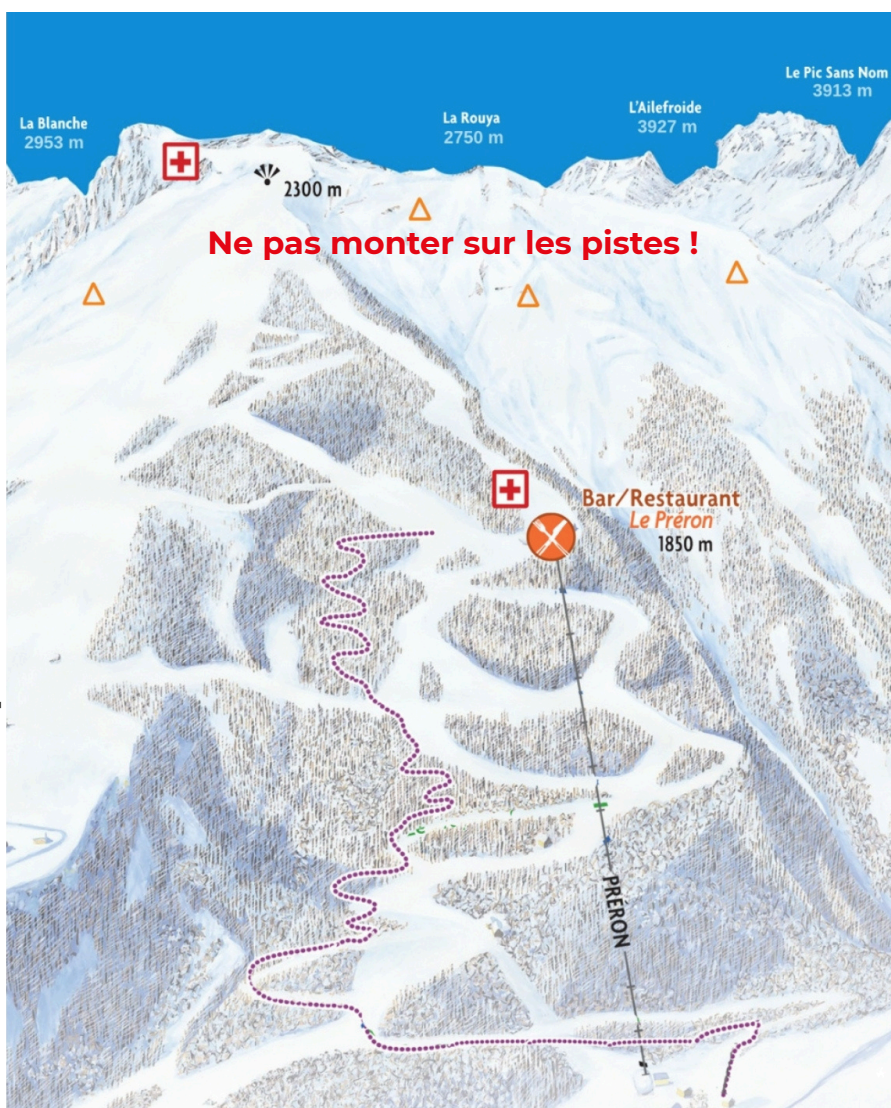 Le Pic Sans Nom
3913 m
L'Ailefroide
3927 m
La Rouya
2750 m
La Blanche
2953 m
2300 m
Ne pas monter sur les pistes !
Bar/Restaurant
Le Préron
1850 m
PRÉRON